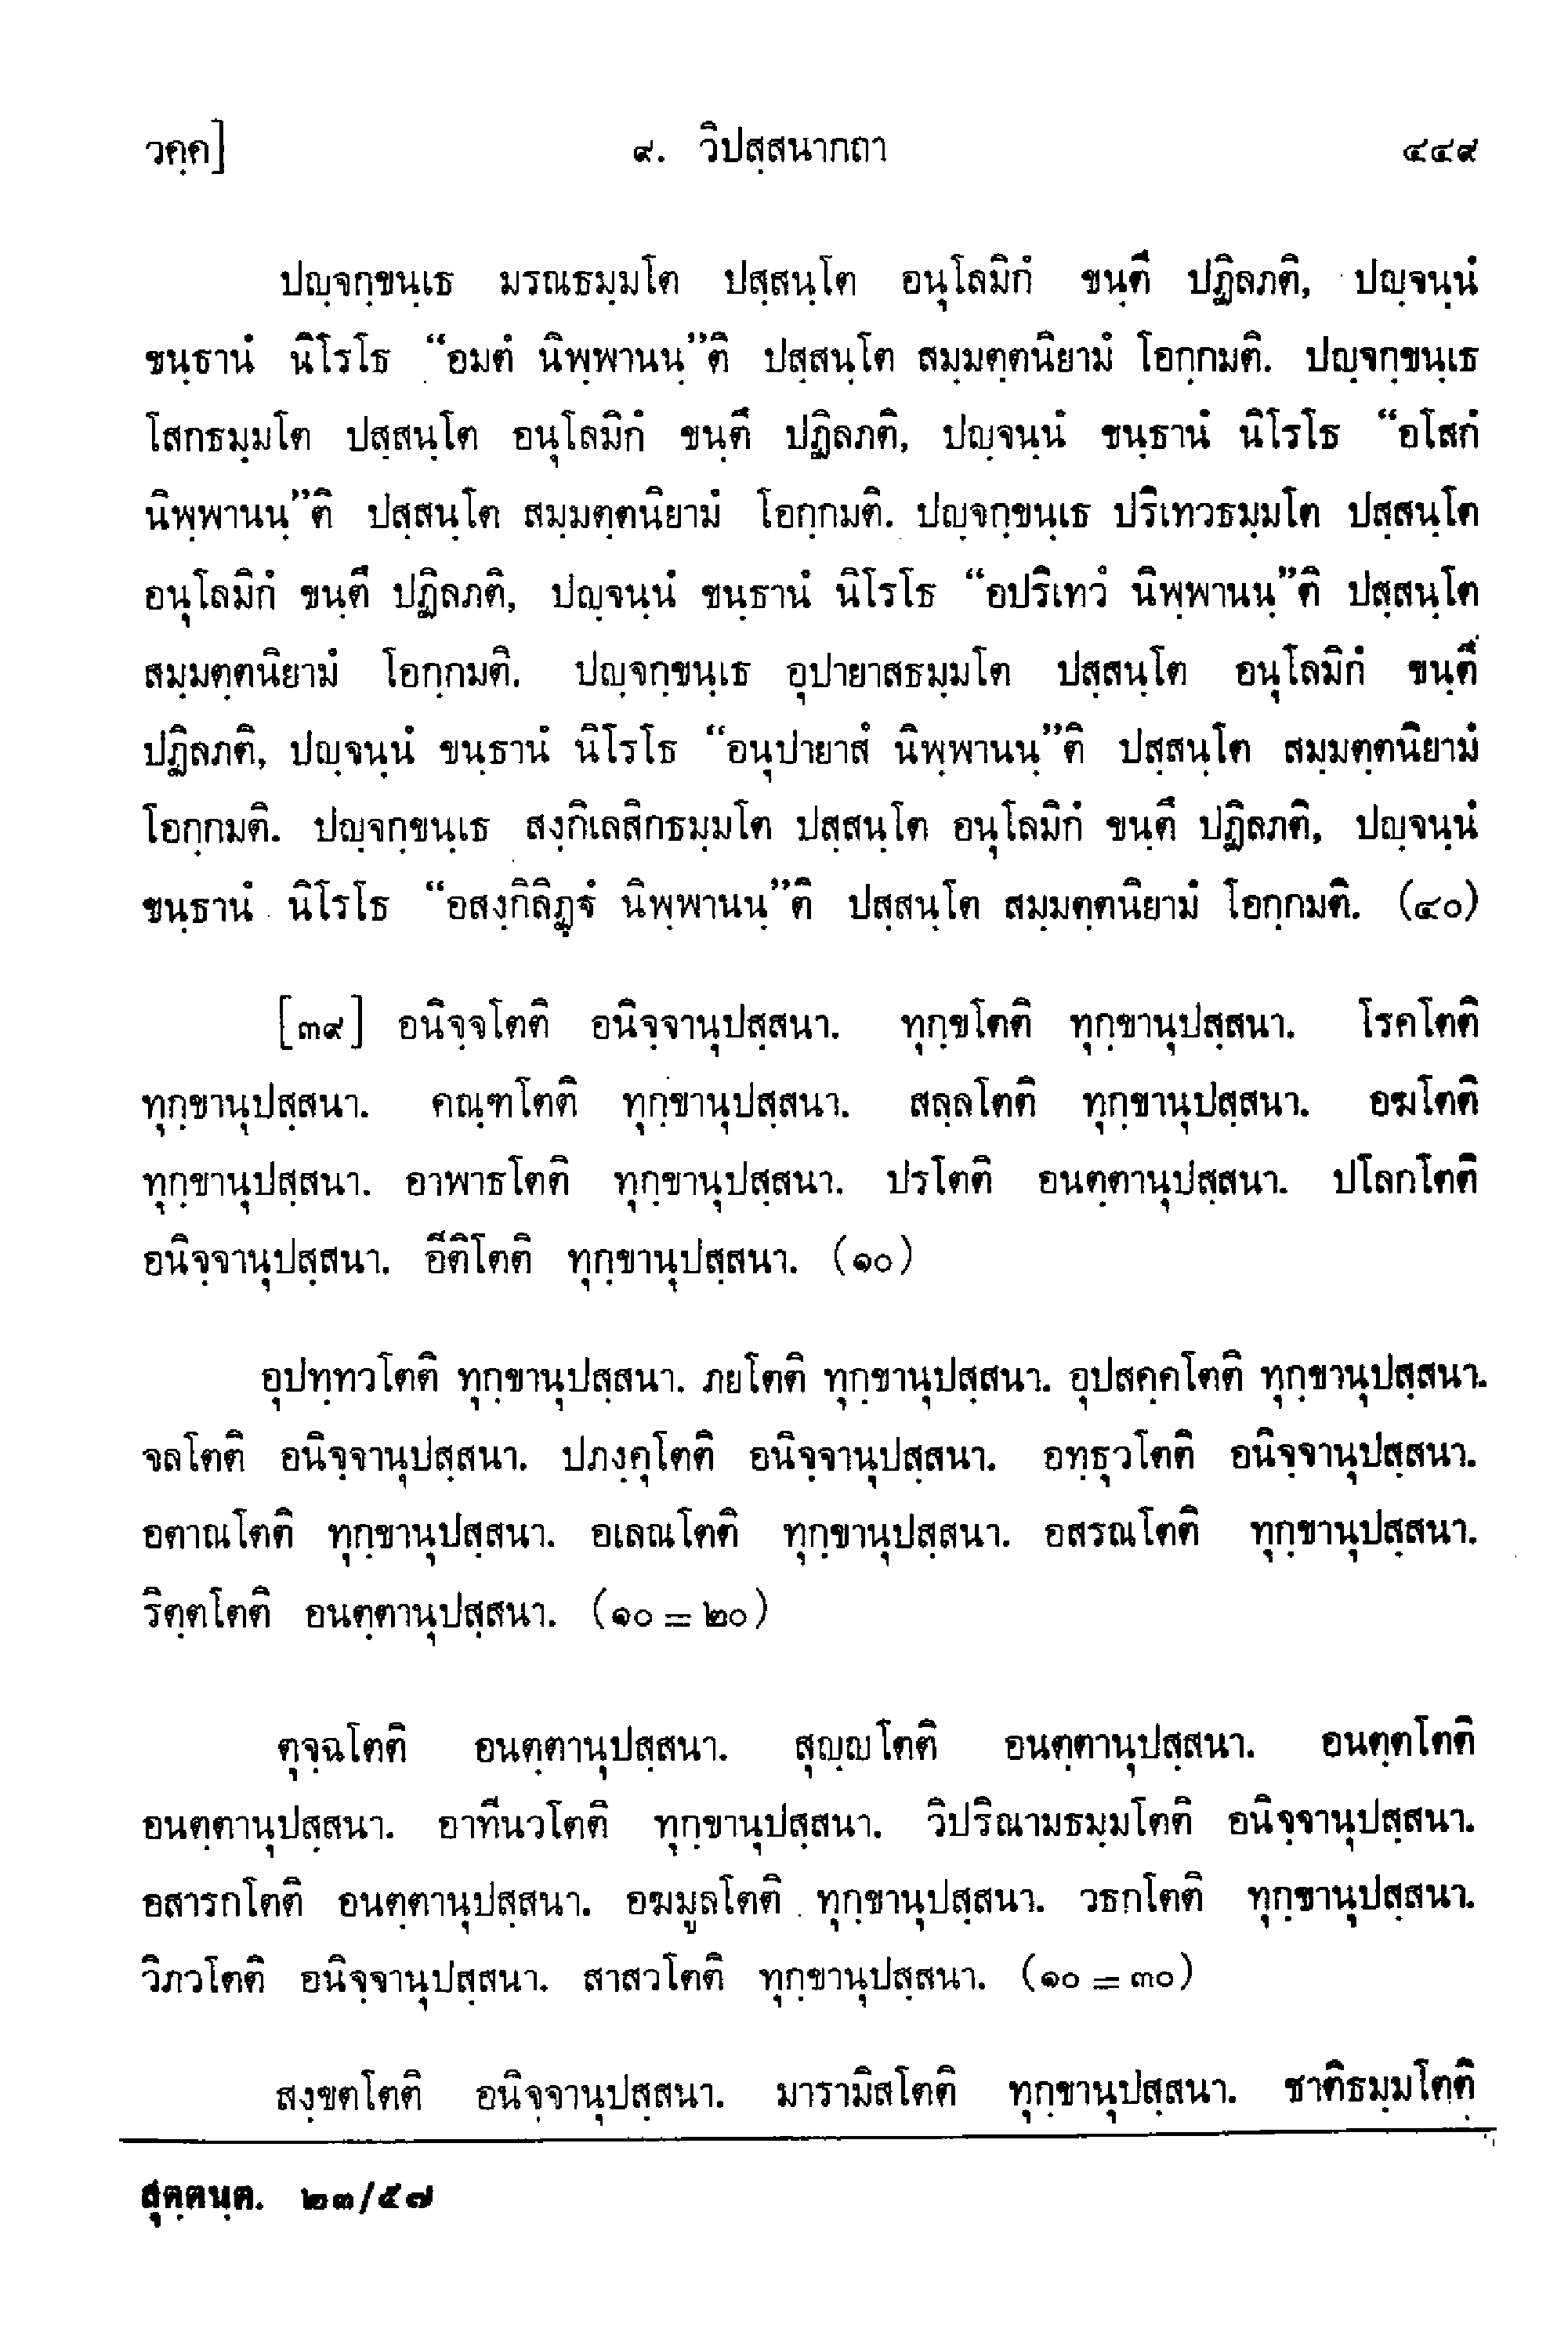 วคฺค] ๙. วิปสฺสนากถา ๔๔๙
ปญฺจกฺขนฺเธ มรณธมฺมโต ปสฺสนฺโต อนุโลมิกํ ขนฺตึ ปฏิลภติ, ปญฺจนฺนํ
ขนฺธานํ นิโรโธ “อมตํ นิพฺพานนฺ”ติ ปสฺสนฺโต สมฺมตฺตนิยามํ โอกฺกมติ. ปญฺจกฺขนฺเธ
โสกธมฺมโต ปสฺสนฺโต อนุโลมิกํ ขนฺตึ ปฏิลภติ, ปญฺจนฺนํ ขนฺธานํ นิโรโธ “อโสกํ
นิพฺพานนฺ”ติ ปสฺสนฺโต สมฺมตฺตนิยามํ โอกฺกมติ. ปญฺจกฺขนฺเธ ปริเทวธมฺมโต ปสฺสนฺโต
อนุโลมิกํ ขนฺตึ ปฏิลภติ, ปญฺจนฺนํ ขนฺธานํ นิโรโธ “อปริเทวํ นิพฺพานนฺ”ติ ปสฺสนฺโต
สมฺมตฺตนิยามํ โอกฺกมติ. ปญฺจกฺขนฺเธ อุปายาสธมฺมโต ปสฺสนฺโต อนุโลมิกํ ขนฺตึ
ปฏิลภติ, ปญฺจนฺนํ ขนฺธานํ นิโรโธ “อนุปายาสํ นิพฺพานนฺ”ติ ปสฺสนฺโต สมฺมตฺตนิยามํ
โอกฺกมติ. ปญฺจกฺขนฺเธ สงฺกิเลสิกธมฺมโต ปสฺสนฺโต อนุโลมิกํ ขนฺตึ ปฏิลภติ, ปญฺจนฺนํ
ขนฺธานํ นิโรโธ “อสงฺกิลิฏฺฐํ นิพฺพานนฺ”ติ ปสฺสนฺโต สมฺมตฺตนิยามํ โอกฺกมติ. (๔๐)
[๓๙] อนิจฺจโตติ อนิจฺจานุปสฺสนา. ทุกฺขโตติ ทุกฺขานุปสฺสนา. โรคโตติ
ทุกฺขานุปสฺสนา. คณฺฑโตติ ทุกฺขานุปสฺสนา. สลฺลโตติ ทุกฺขานุปสฺสนา. อฆโตติ
ทุกฺขานุปสฺสนา. อาพาธโตติ ทุกฺขานุปสฺสนา. ปรโตติ อนตฺตานุปสฺสนา. ปโลกโตติ
อนิจฺจานุปสฺสนา. อีติโตติ ทุกฺขานุปสฺสนา. (๑๐)
อุปทฺทวโตติ ทุกฺขานุปสฺสนา. ภยโตติ ทุกฺขานุปสฺสนา. อุปสคฺคโตติ ทุกฺขานุปสฺสนา.
จลโตติ อนิจฺจานุปสฺสนา. ปภงฺคุโตติ อนิจฺจานุปสฺสนา. อทฺธุวโตติ อนิจฺจานุปสฺสนา.
อตาณโตติ ทุกฺขานุปสฺสนา. อเลณโตติ ทุกฺขานุปสฺสนา. อสรณโตติ ทุกฺขานุปสฺสนา.
ริตฺตโตติ อนตฺตานุปสฺสนา. (๑๐ = ๒๐)
ตุจฺฉโตติ อนตฺตานุปสฺสนา. สุญฺญโตติ อนตฺตานุปสฺสนา. อนตฺตโตติ
อนตฺตานุปสฺสนา. อาทีนวโตติ ทุกฺขานุปสฺสนา. วิปริณามธมฺมโตติ อนิจฺจานุปสฺสนา.
อสารกโตติ อนตฺตานุปสฺสนา. อฆมูลโตติ ทุกฺขานุปสฺสนา. วธกโตติ ทุกฺขานุปสฺสนา.
วิภวโตติ อนิจฺจานุปสฺสนา. สาสวโตติ ทุกฺขานุปสฺสนา. (๑๐ = ๓๐)
สงฺขตโตติ อนิจฺจานุปสฺสนา. มารามิสโตติ ทุกฺขานุปสฺสนา. ชาติธมฺมโตติ
สุตฺตนฺต. ๒๓/๕๗